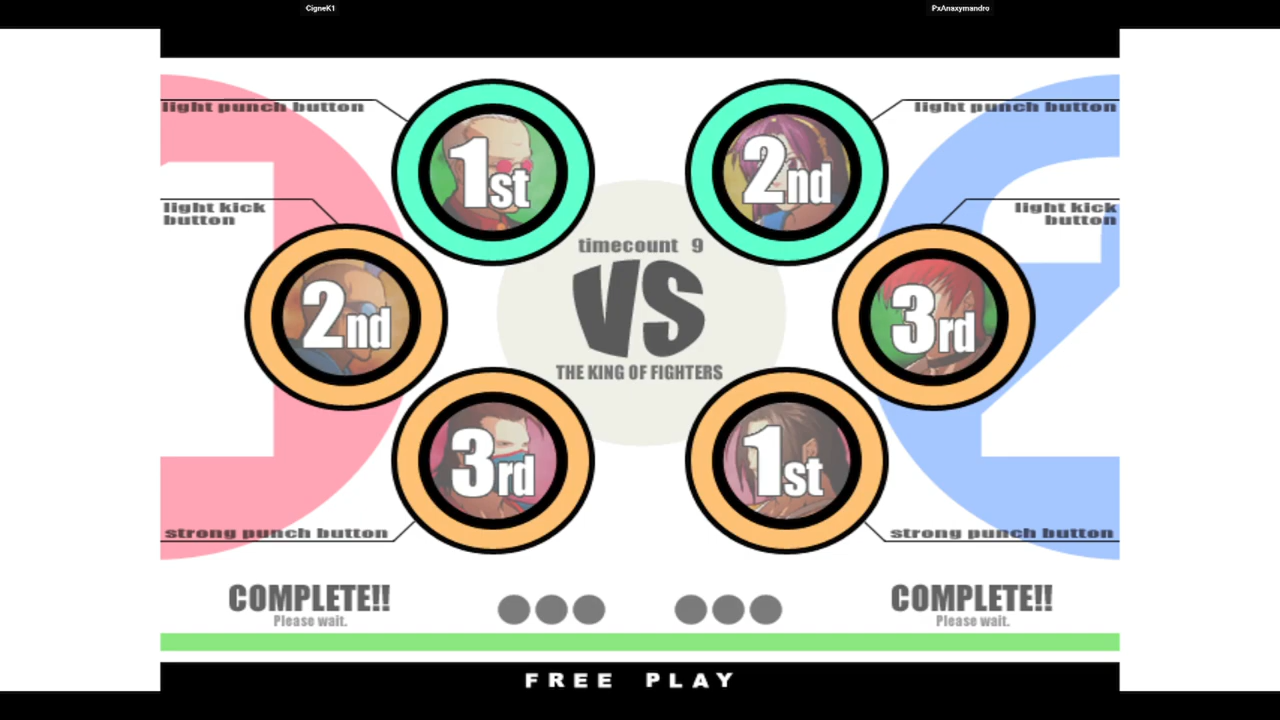 CigneK1
PxAnaxymandro
light punch button
light punch button
1st
2nd
light kick
button
light kick
button
timecount 9
VS
THE KING OF FIGHTERS
2nd
3rd
3rd
1st
strong punch button
strong punch button
COMPLETE!!
Please wait.
COMPLETE!!
Please wait.
FREE PLAY